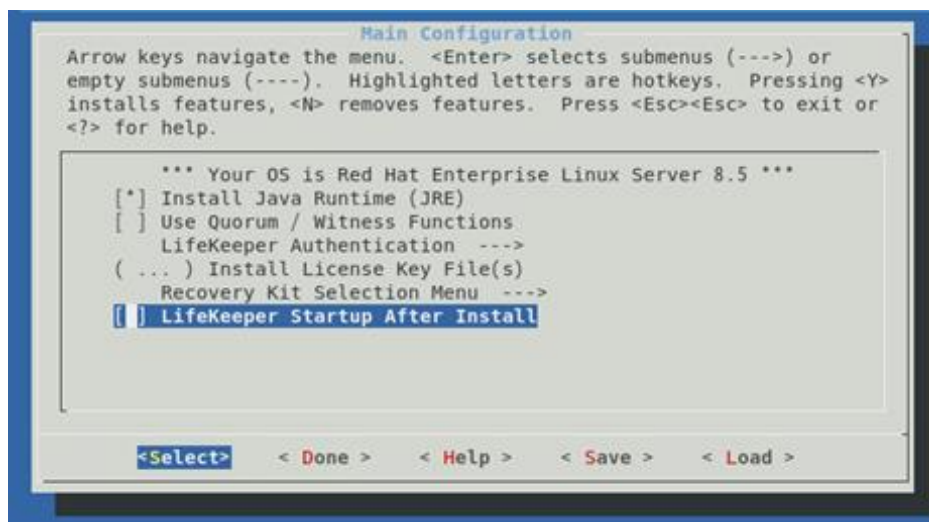 Main Configuration
Arrow keys navigate the menu. <Enter> selects submenus (--->) or
empty submenus (----). Highlighted letters are hotkeys. Pressing <Y>
installs features, <N> removes features. Press <Esc><Esc> to exit or
<?> for help.
*** Your OS is Red Hat Enterprise Linux Server 8.5 ***
[*] Install Java Runtime (JRE)
[ ] Use Quorum / Witness Functions
LifeKeeper Authentication --->
( ... ) Install License Key File(s)
Recovery Kit Selection Menu --->
[ ] LifeKeeper Startup After Install
<Select> < Done > < Help > < Save > < Load >